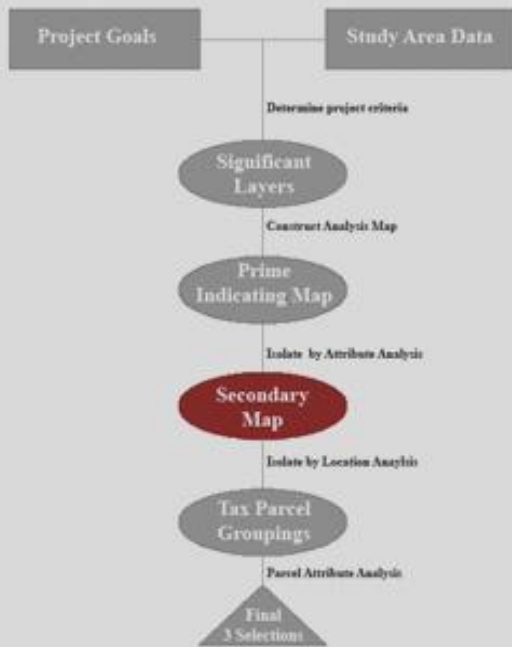 Project Goals
Study Area Data
Determine project criteria
Significant
Layers
Construct Analysis Map
Prime
Indicating Map
Isolate by Attribute Analysis
Secondary
Map
Isolate by Location Anaylsis
Tax Parcel
Groupings
Parcel Attribute Analysis
Final
3 Selections